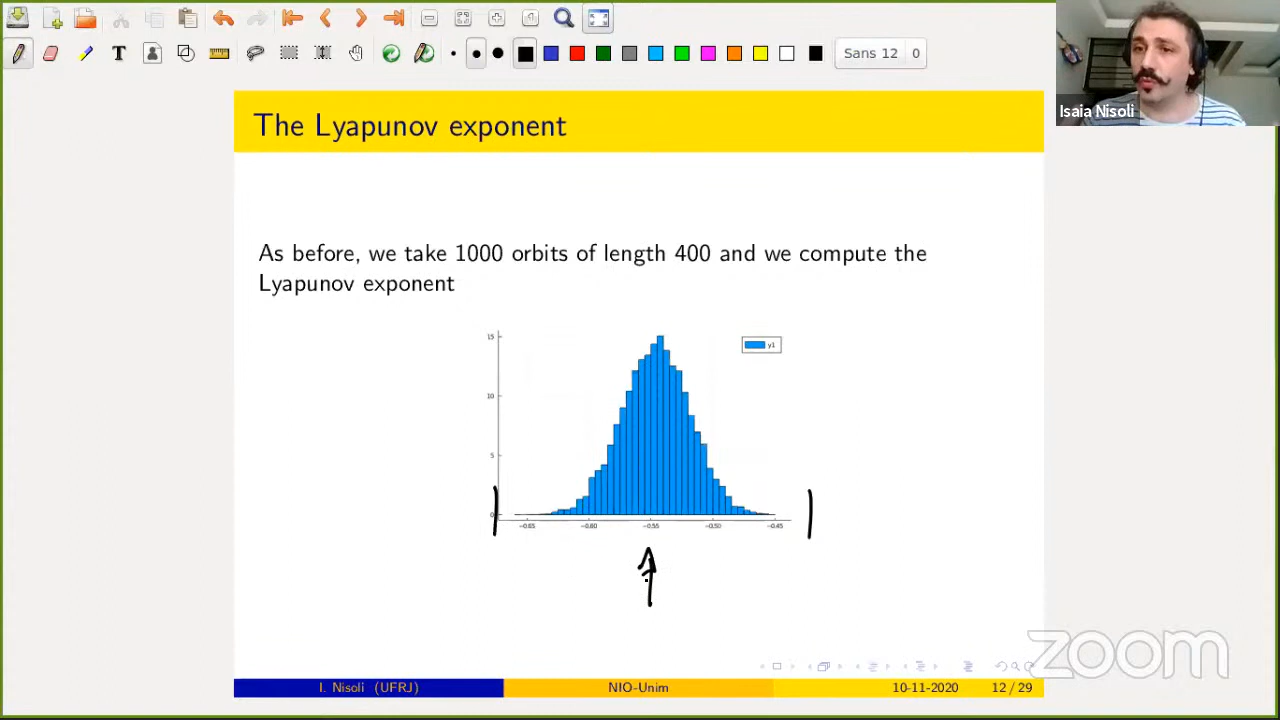 Sans 12 0
Isaia Nisoli
The Lyapunov exponent
As before, we take 1000 orbits of length 400 and we compute the
Lyapunov exponent
15
10
5
0
y1
−0.65 −0.60 −0.55 −0.50 −0.45
zoom
I. Nisoli (UFRJ) NIO-Unim 10-11-2020 12 / 29